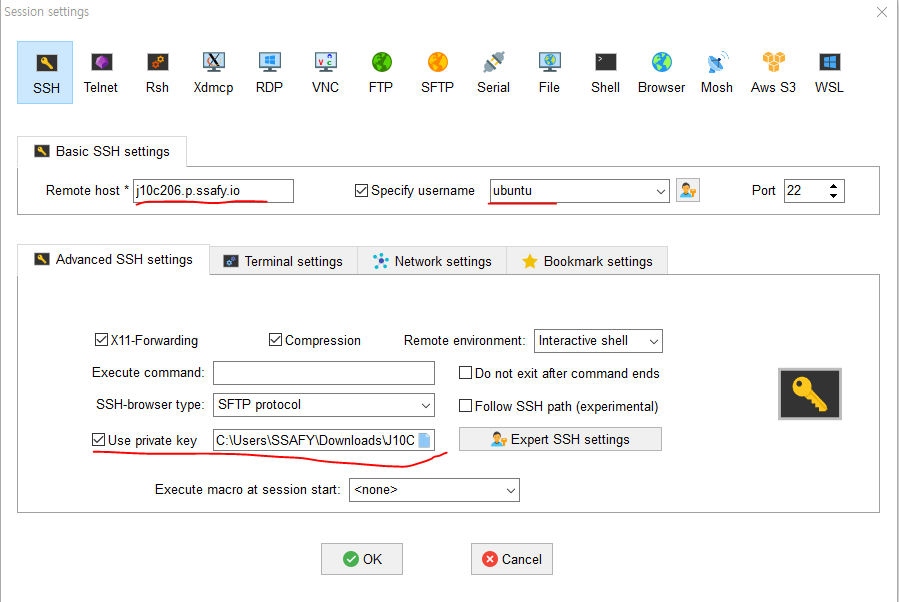 Session settings
SSH Telnet Rsh Xdmcp RDP VNC FTP SFTP Serial File Shell Browser Mosh Aws S3 WSL
Basic SSH settings
Remote host * j10c206.p.ssafy.io Specify username ubuntu Port 22
Advanced SSH settings Terminal settings Network settings Bookmark settings
X11-Forwarding Compression Remote environment: Interactive shell
Execute command: Do not exit after command ends
SSH-browser type: SFTP protocol Follow SSH path (experimental)
Use private key C:\Users\SSAFY\Downloads\J10C Expert SSH settings
Execute macro at session start: <none>
OK Cancel